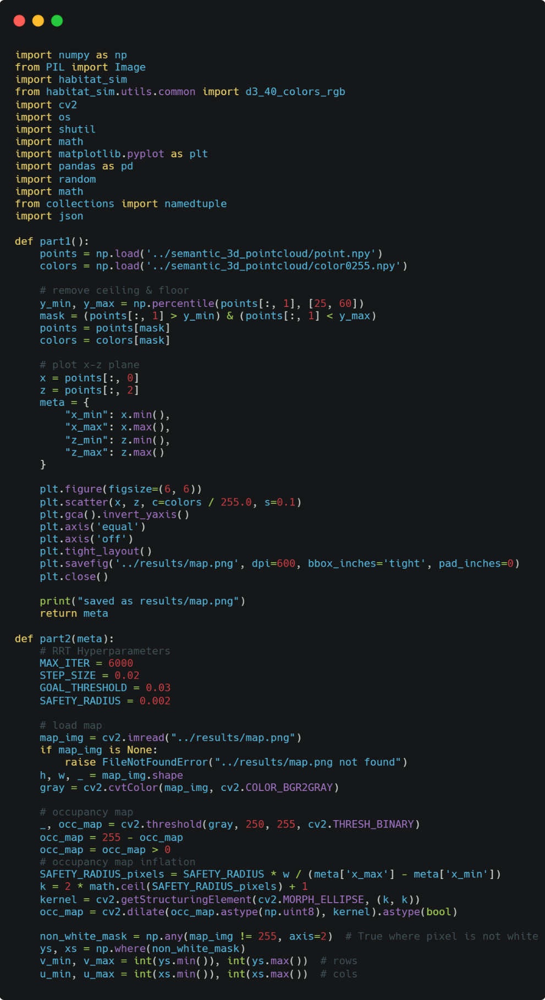 import numpy as np
from PIL import Image
import habitat_sim
from habitat_sim.utils.common import d3_40_colors_rgb
import cv2
import os
import shutil
import math
import matplotlib.pyplot as plt
import pandas as pd
import random
import math
from collections import namedtuple
import json

def part1():
    points = np.load('../semantic_3d_pointcloud/point.npy')
    colors = np.load('../semantic_3d_pointcloud/color0255.npy')

    # remove ceiling & floor
    y_min, y_max = np.percentile(points[:, 1], [25, 60])
    mask = (points[:, 1] > y_min) & (points[:, 1] < y_max)
    points = points[mask]
    colors = colors[mask]

    # plot x-z plane
    x = points[:, 0]
    z = points[:, 2]
    meta = {
        "x_min": x.min(),
        "x_max": x.max(),
        "z_min": z.min(),
        "z_max": z.max()
    }

    plt.figure(figsize=(6, 6))
    plt.scatter(x, z, c=colors / 255.0, s=0.1)
    plt.gca().invert_yaxis()
    plt.axis('equal')
    plt.axis('off')
    plt.tight_layout()
    plt.savefig('../results/map.png', dpi=600, bbox_inches='tight', pad_inches=0)
    plt.close()

    print("saved as results/map.png")
    return meta

def part2(meta):
    # RRT Hyperparameters
    MAX_ITER = 6000
    STEP_SIZE = 0.02
    GOAL_THRESHOLD = 0.03
    SAFETY_RADIUS = 0.002

    # load map
    map_img = cv2.imread("../results/map.png")
    if map_img is None:
        raise FileNotFoundError("../results/map.png not found")
    h, w, _ = map_img.shape
    gray = cv2.cvtColor(map_img, cv2.COLOR_BGR2GRAY)

    # occupancy map
    _, occ_map = cv2.threshold(gray, 250, 255, cv2.THRESH_BINARY)
    occ_map = 255 - occ_map
    occ_map = occ_map > 0
    # occupancy map inflation
    SAFETY_RADIUS_pixels = SAFETY_RADIUS * w / (meta['x_max'] - meta['x_min'])
    k = 2 * math.ceil(SAFETY_RADIUS_pixels) + 1
    kernel = cv2.getStructuringElement(cv2.MORPH_ELLIPSE, (k, k))
    occ_map = cv2.dilate(occ_map.astype(np.uint8), kernel).astype(bool)

    non_white_mask = np.any(map_img != 255, axis=2)  # True where pixel is not white
    ys, xs = np.where(non_white_mask)
    v_min, v_max = int(ys.min()), int(ys.max())  # rows
    u_min, u_max = int(xs.min()), int(xs.max())  # cols